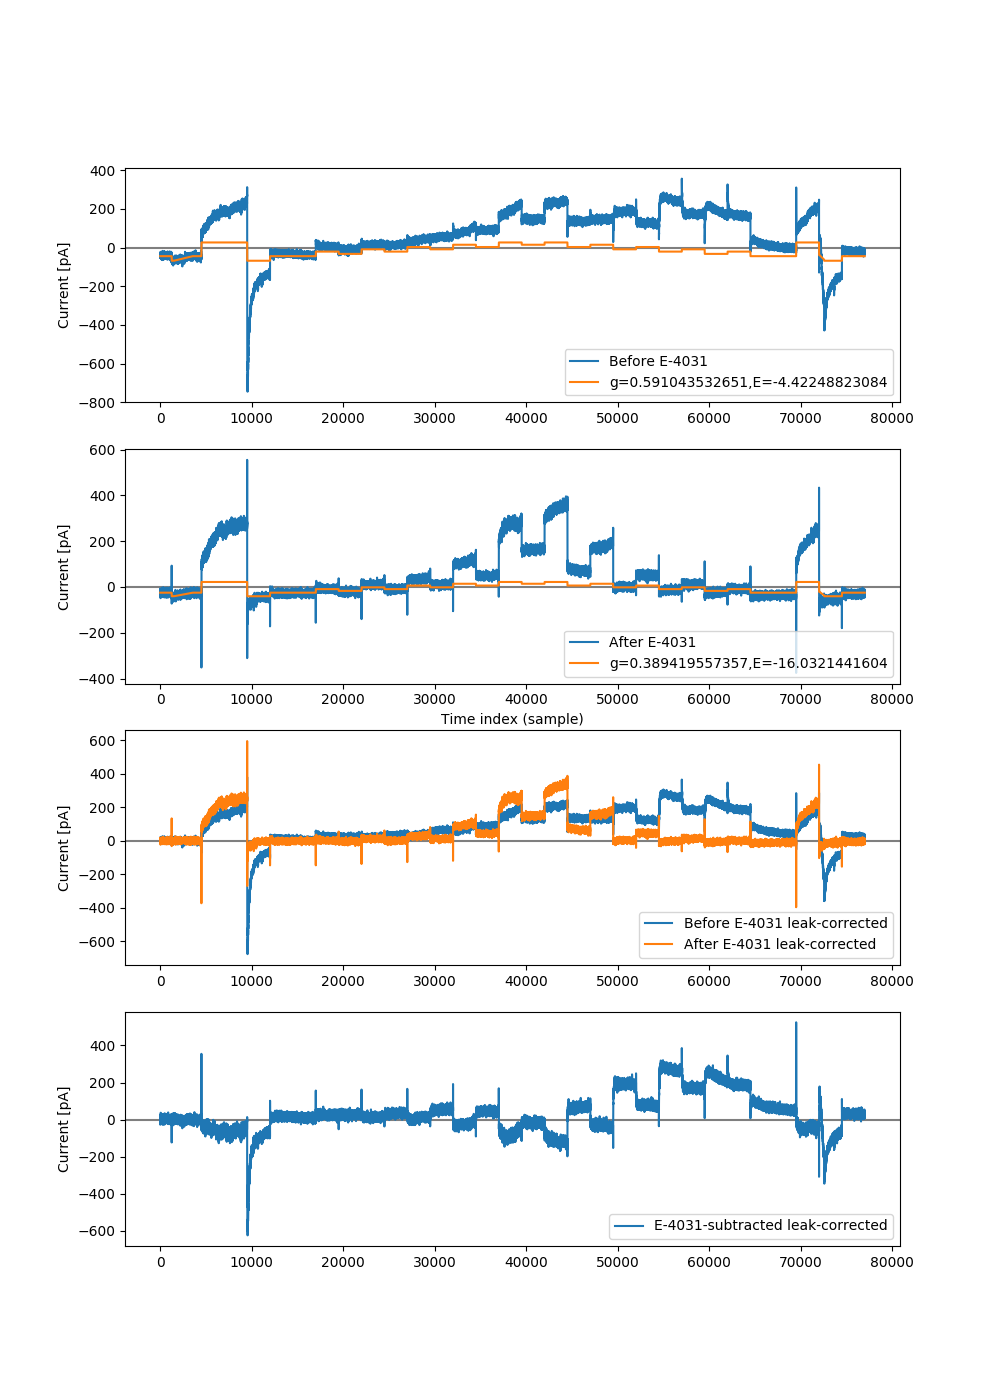 400
200
0
−200
−400
−600
−800
Current [pA]
Before E-4031
g=0.591043532651,E=-4.42248823084
0 10000 20000 30000 40000 50000 60000 70000 80000
600
400
200
0
−200
−400
Current [pA]
After E-4031
g=0.389419557357,E=-16.0321441604
0 10000 20000 30000 40000 50000 60000 70000 80000
Time index (sample)
600
400
200
0
−200
−400
−600
Current [pA]
Before E-4031 leak-corrected
After E-4031 leak-corrected
0 10000 20000 30000 40000 50000 60000 70000 80000
400
200
0
−200
−400
−600
Current [pA]
E-4031-subtracted leak-corrected
0 10000 20000 30000 40000 50000 60000 70000 80000